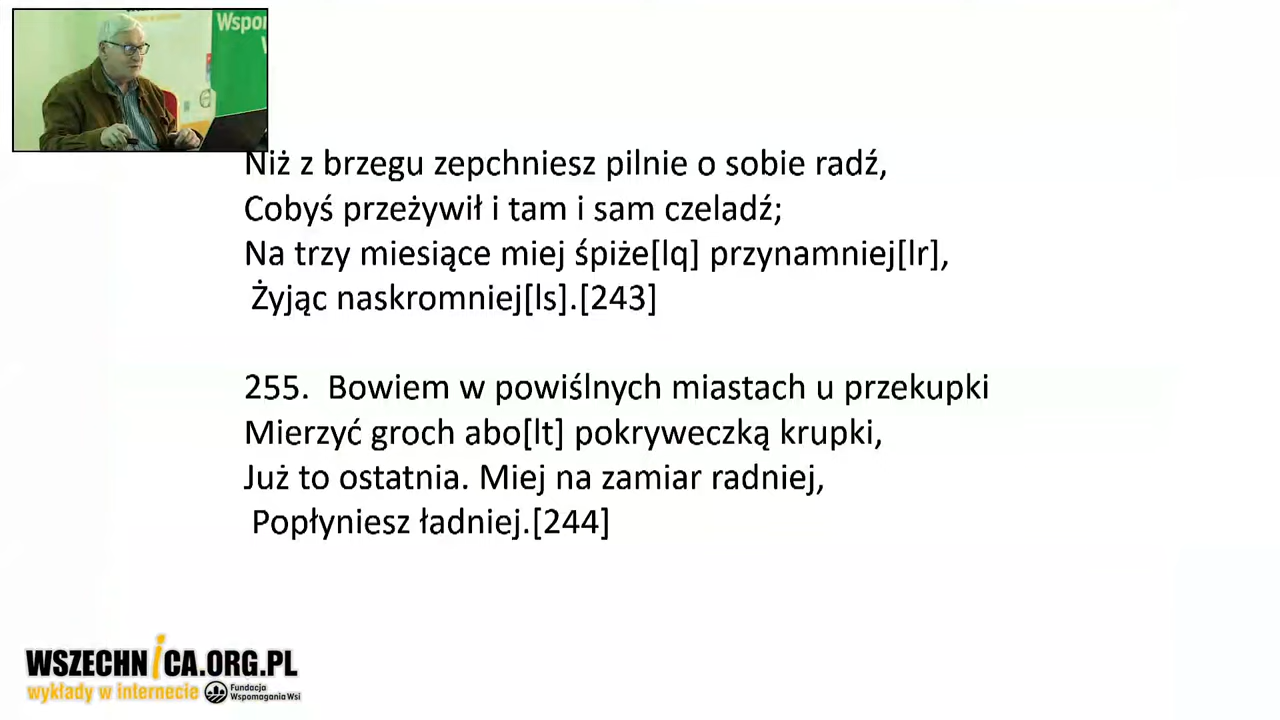 Wspor
W
Niż z brzegu zepchniesz pilnie o sobie radź,
Cobyś przeżywił i tam i sam czeladź;
Na trzy miesiące miej śpiże[lq] przynamniej[lr],
Żyjąc naskromniej[ls].[243]
255. Bowiem w powiślnych miastach u przekupki
Mierzyć groch abo[lt] pokryweczką krupki,
Już to ostatnia. Miej na zamiar radniej,
Popłyniesz ładniej.[244]
WSZECHNiCA.ORG.PL
wykłady w internecie
Fundacja
Wspomagania Wsi